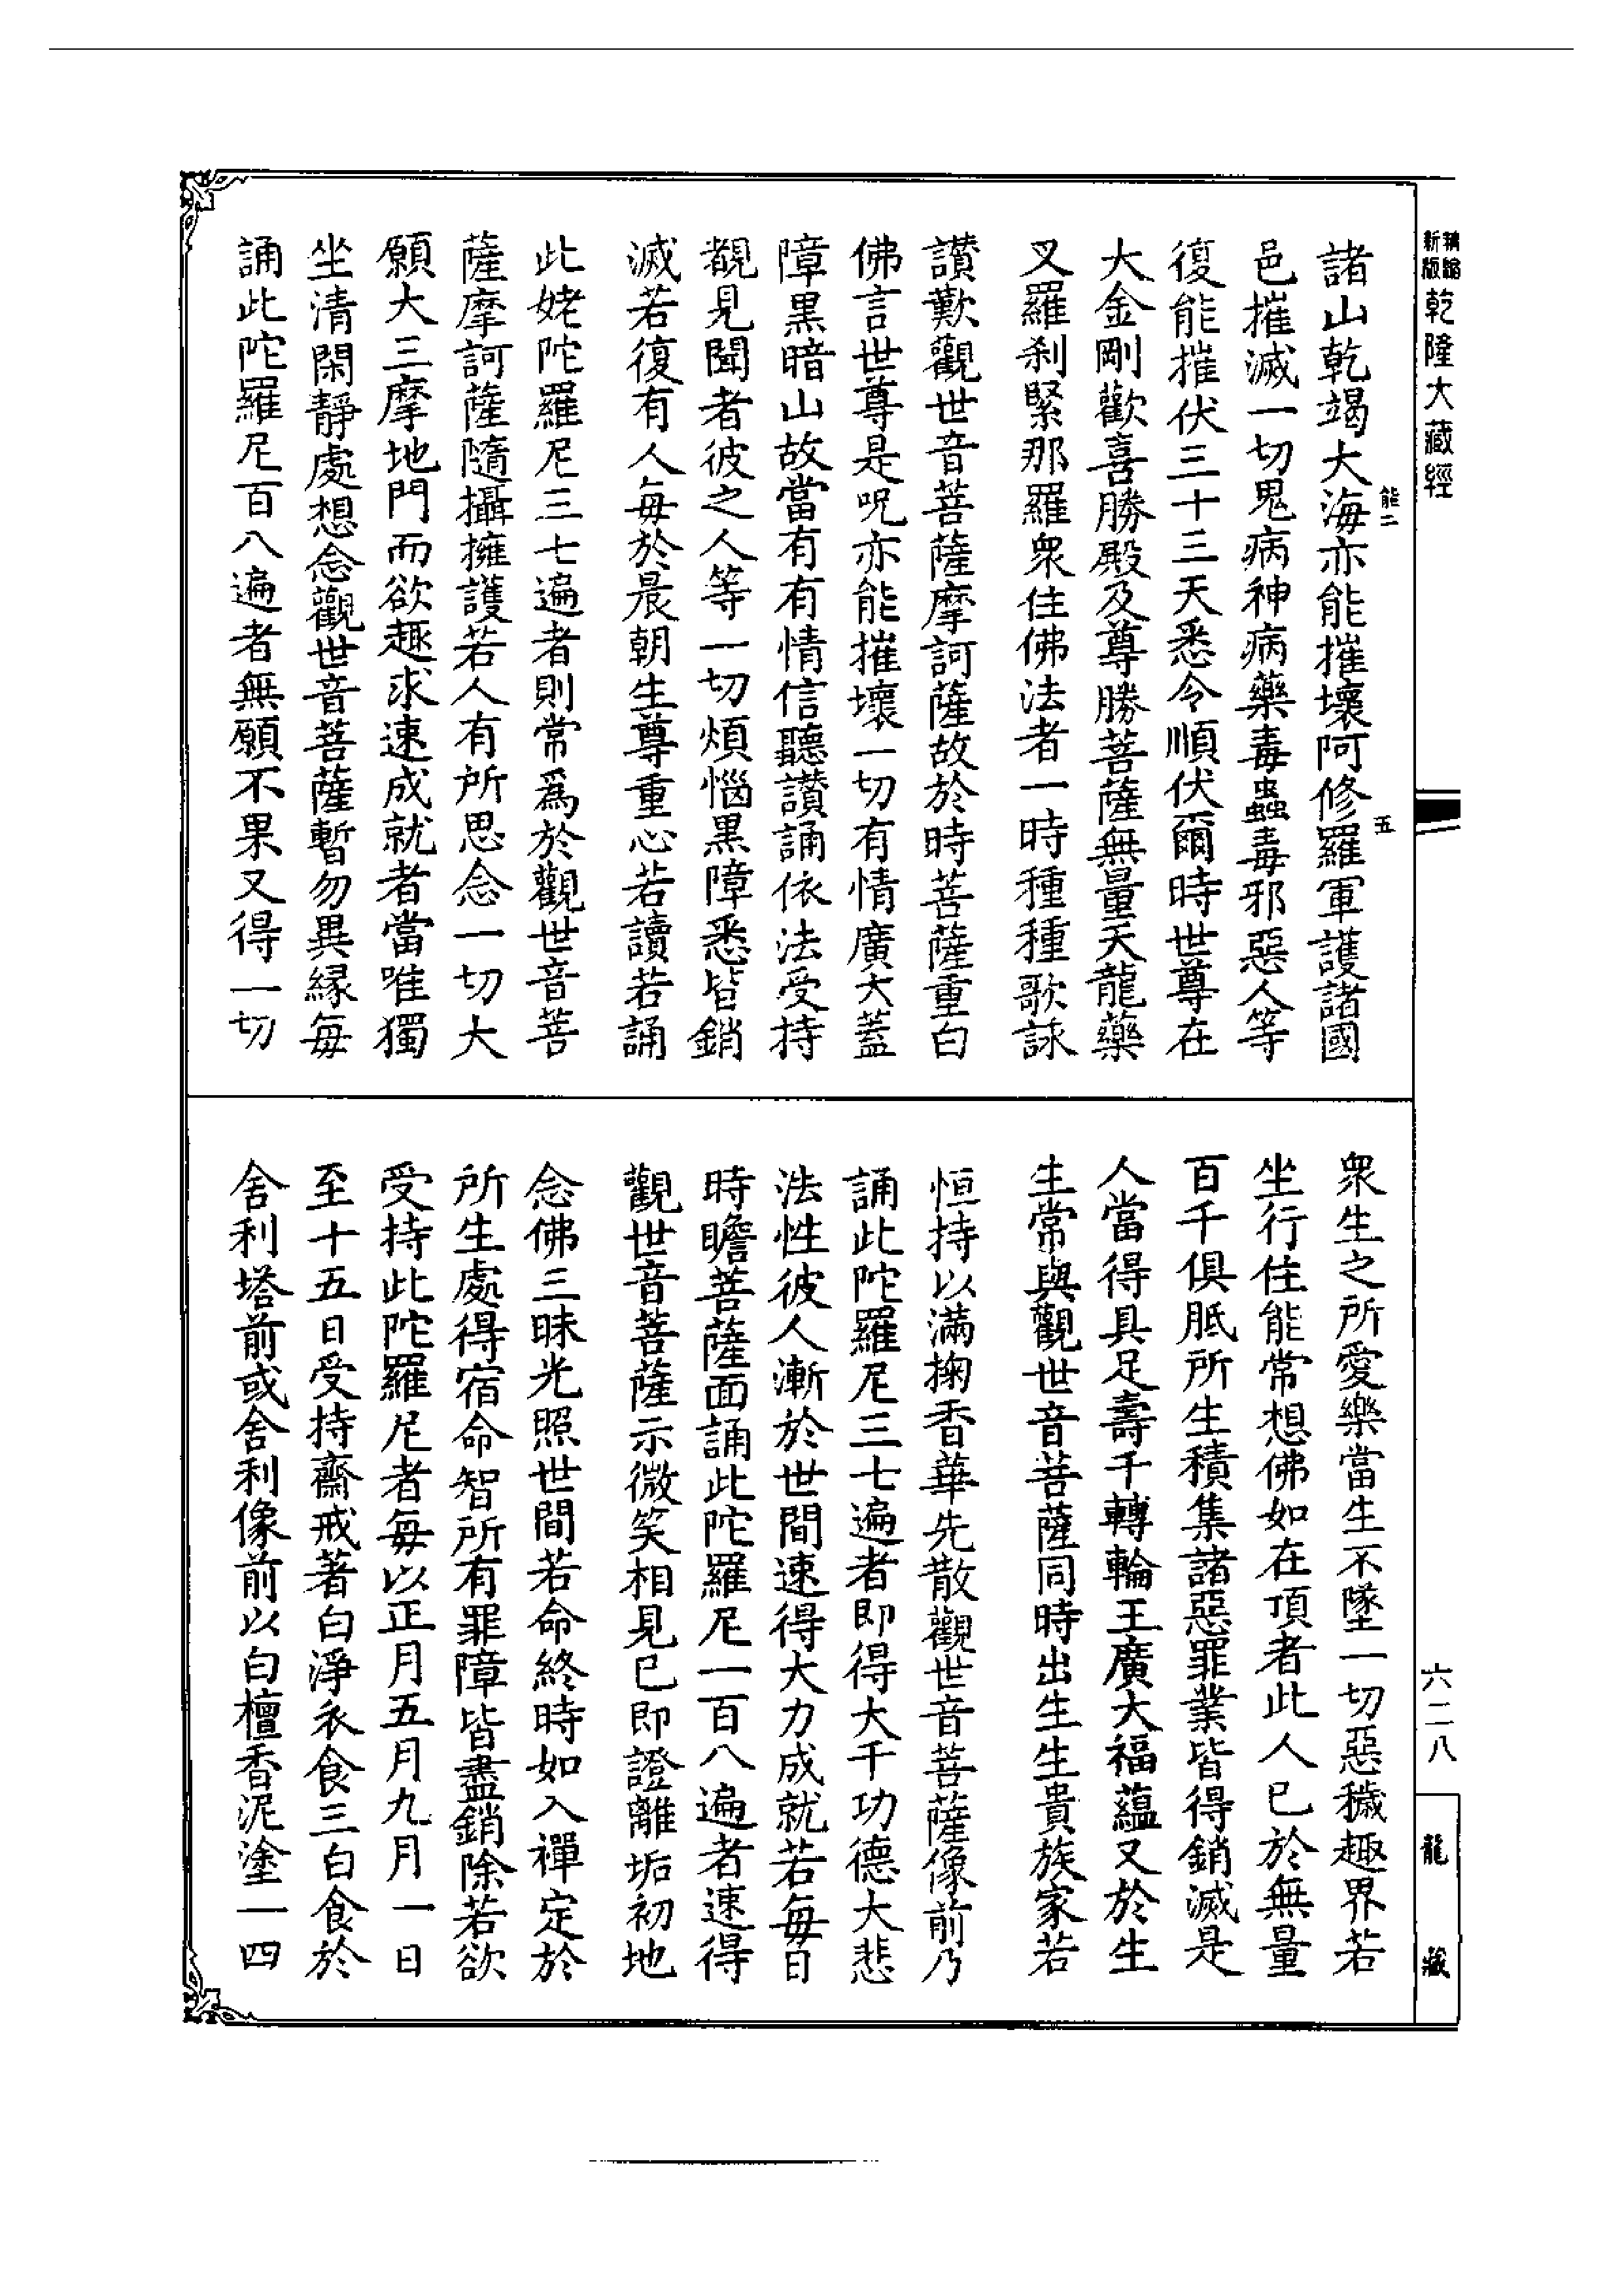 新版
精縮
乾隆大藏經
六二八
龍藏
能二
五
諸山乾竭大海亦能摧壞阿修羅軍護諸國
邑摧滅一切鬼病神病藥毒蟲毒邪惡人等
復能摧伏三十三天悉令順伏爾時世尊在
大金剛歡喜勝殿及尊勝菩薩無量天龍藥
叉羅刹緊那羅眾住佛法者一時種種歌詠
讚歎觀世音菩薩摩訶薩故於時菩薩重白
佛言世尊是呪亦能摧壞一切有情廣大蓋
障黑暗山故當有有情信聽讚誦依法受持
覩見聞者彼之人等一切煩惱黑障悉皆銷
滅若復有人每於晨朝生尊重心若讀若誦
此姥陀羅尼三七遍者則常爲於觀世音菩
薩摩訶薩隨攝擁護若人有所思念一切大
願大三摩地門而欲趣求速成就者當唯獨
坐清閑靜處想念觀世音菩薩暫勿異緣每
誦此陀羅尼百八遍者無願不果又得一切
眾生之所愛樂當生不墜一切惡穢趣界若
坐行住能常想佛如在頂者此人已於無量
百千俱胝所生積集諸惡罪業皆得銷滅是
人當得具足壽千轉輪王廣大福蘊又於生
生常與觀世音菩薩同時出生生貴族家若
恒持以滿掬香華先散觀世音菩薩像前乃
誦此陀羅尼三七遍者即得大千功德大悲
法性彼人漸於世間速得大力成就若每日
時瞻菩薩面誦此陀羅尼一百八遍者速得
觀世音菩薩示微笑相見已即證離垢初地
念佛三昧光照世間若命終時如入禪定於
所生處得宿命智所有罪障皆盡銷除若欲
受持此陀羅尼者每以正月五月九月一日
至十五日受持齋戒著白淨衣食三白食於
舍利塔前或舍利像前以白檀香泥塗一四